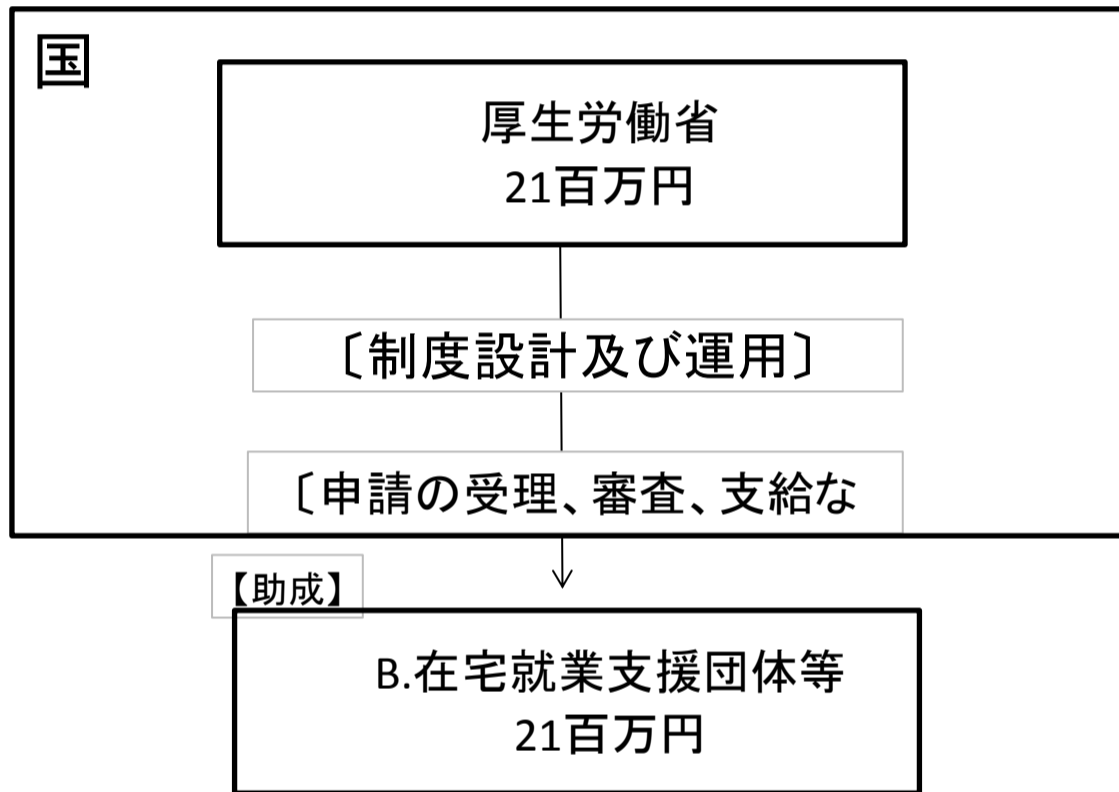 国
厚生労働省
21百万円
〔制度設計及び運用〕
〔申請の受理、審査、支給な
【助成】
B.在宅就業支援団体等
21百万円